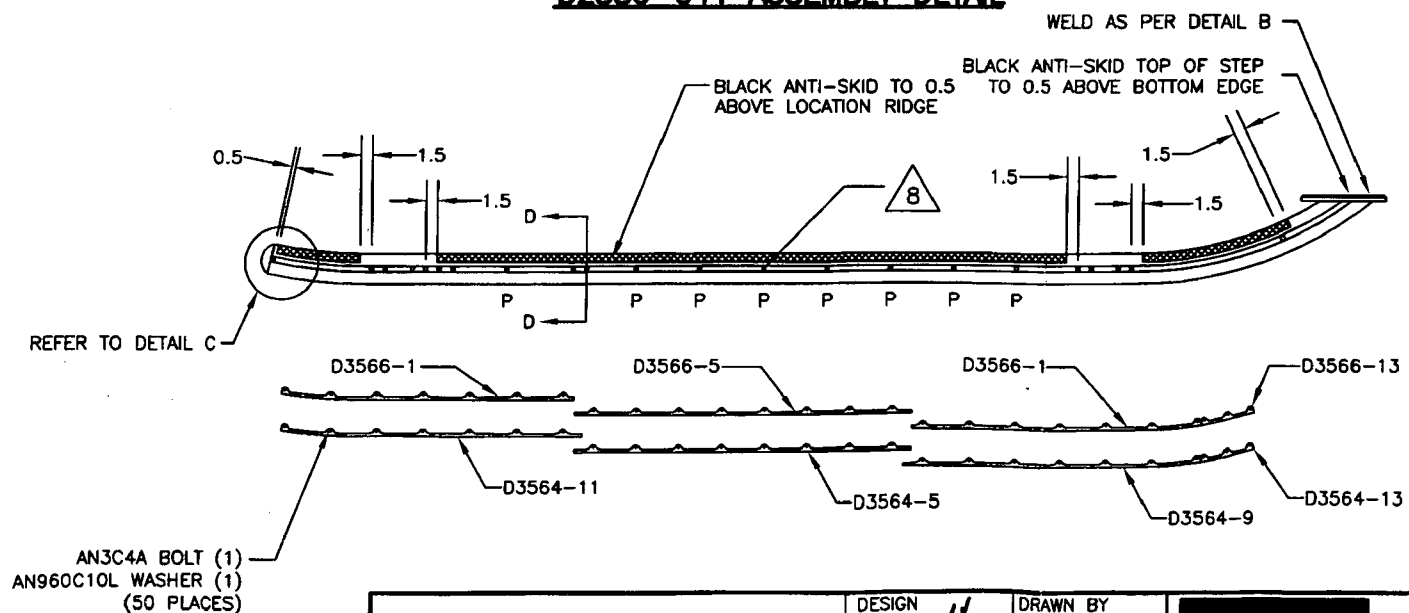 WELD AS PER DETAIL B
BLACK ANTI-SKID TO 0.5
ABOVE LOCATION RIDGE
BLACK ANTI-SKID TOP OF STEP
TO 0.5 ABOVE BOTTOM EDGE
0.5
1.5
1.5
D
8
1.5
1.5
1.5
P P P P P P P P
D
REFER TO DETAIL C
D3566-1
D3566-5
D3566-1
D3566-13
D3564-11
D3564-5
D3564-9
D3564-13
AN3C4A BOLT (1)
AN960C10L WASHER (1)
(50 PLACES)
DESIGN
DRAWN BY